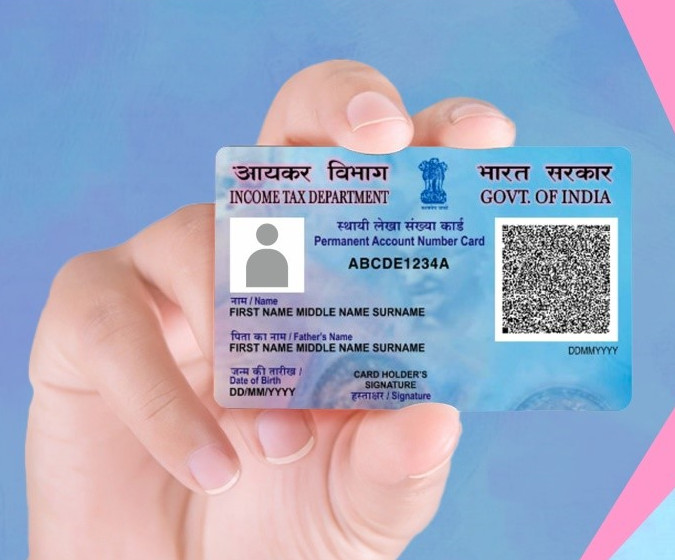 आयकर विभाग
INCOME TAX DEPARTMENT
भारत सरकार
GOVT. OF INDIA
स्थायी लेखा संख्या कार्ड
Permanent Account Number Card
ABCDE1234A
नाम / Name
FIRST NAME MIDDLE NAME SURNAME
पिता का नाम / Father's Name
FIRST NAME MIDDLE NAME SURNAME
जन्म की तारीख /
Date of Birth
DD/MM/YYYY
CARD HOLDER'S
SIGNATURE
हस्ताक्षर / Signature
DDMMYYYY